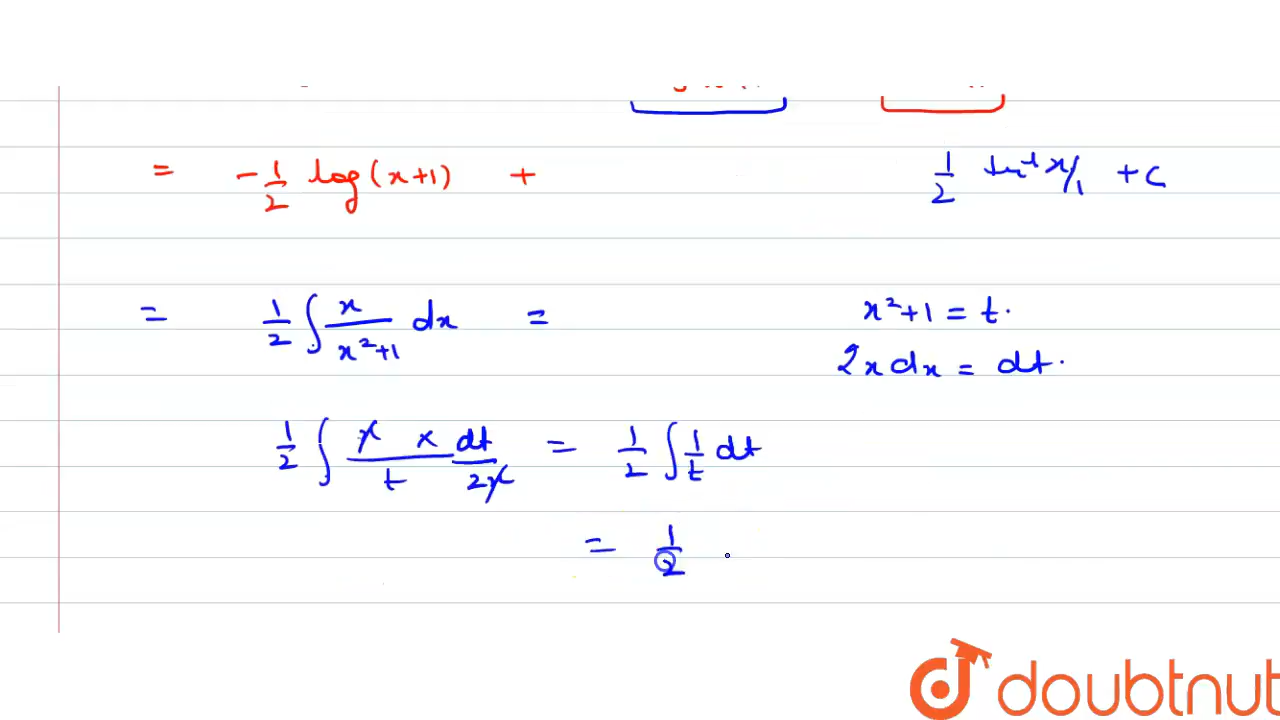 = -1/2 log(x+1) + 1/2 tan⁻¹ x/1 + C
= 1/2 ∫ x/(x²+1) dx = x²+1 = t.
2x dx = dt.
1/2 ∫ x/t × dt/2x = 1/2 ∫ 1/t dt
= 1/2
doubtnut